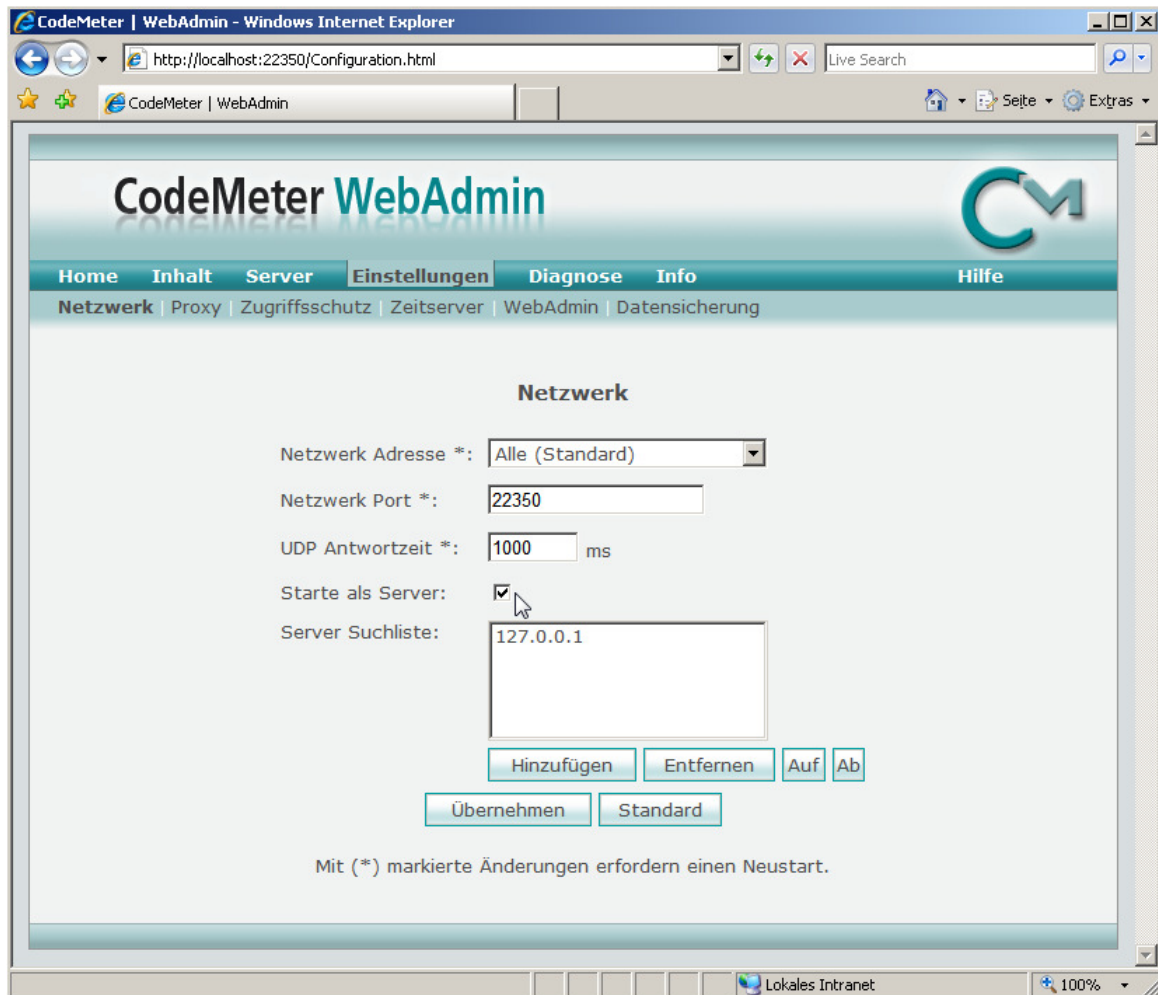 CodeMeter | WebAdmin - Windows Internet Explorer
http://localhost:22350/Configuration.html
Live Search
CodeMeter | WebAdmin
Seite
Extras
CodeMeter WebAdmin
CM
Home Inhalt Server Einstellungen Diagnose Info Hilfe
Netzwerk | Proxy | Zugriffsschutz | Zeitserver | WebAdmin | Datensicherung
Netzwerk
Netzwerk Adresse *: Alle (Standard)
Netzwerk Port *: 22350
UDP Antwortzeit *: 1000 ms
Starte als Server:
Server Suchliste: 127.0.0.1
Hinzufügen Entfernen Auf Ab
Übernehmen Standard
Mit (*) markierte Änderungen erfordern einen Neustart.
Lokales Intranet 100%